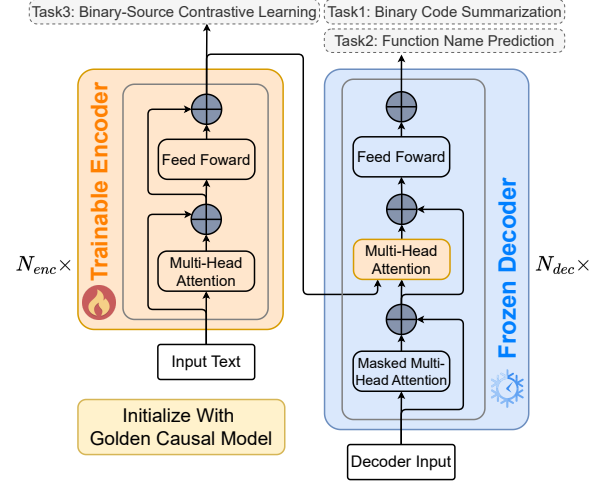 Task3: Binary-Source Contrastive Learning
Task1: Binary Code Summarization
Task2: Function Name Prediction
Trainable Encoder
Feed Foward
Multi-Head
Attention
N_enc×
Input Text
Initialize With
Golden Causal Model
Frozen Decoder
Feed Foward
Multi-Head
Attention
Masked Multi-
Head Attention
N_dec×
Decoder Input